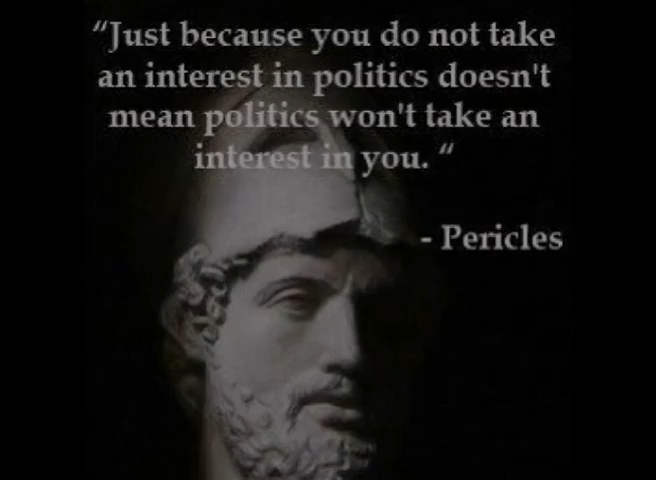 “Just because you do not take
an interest in politics doesn't
mean politics won't take an
interest in you. “
- Pericles